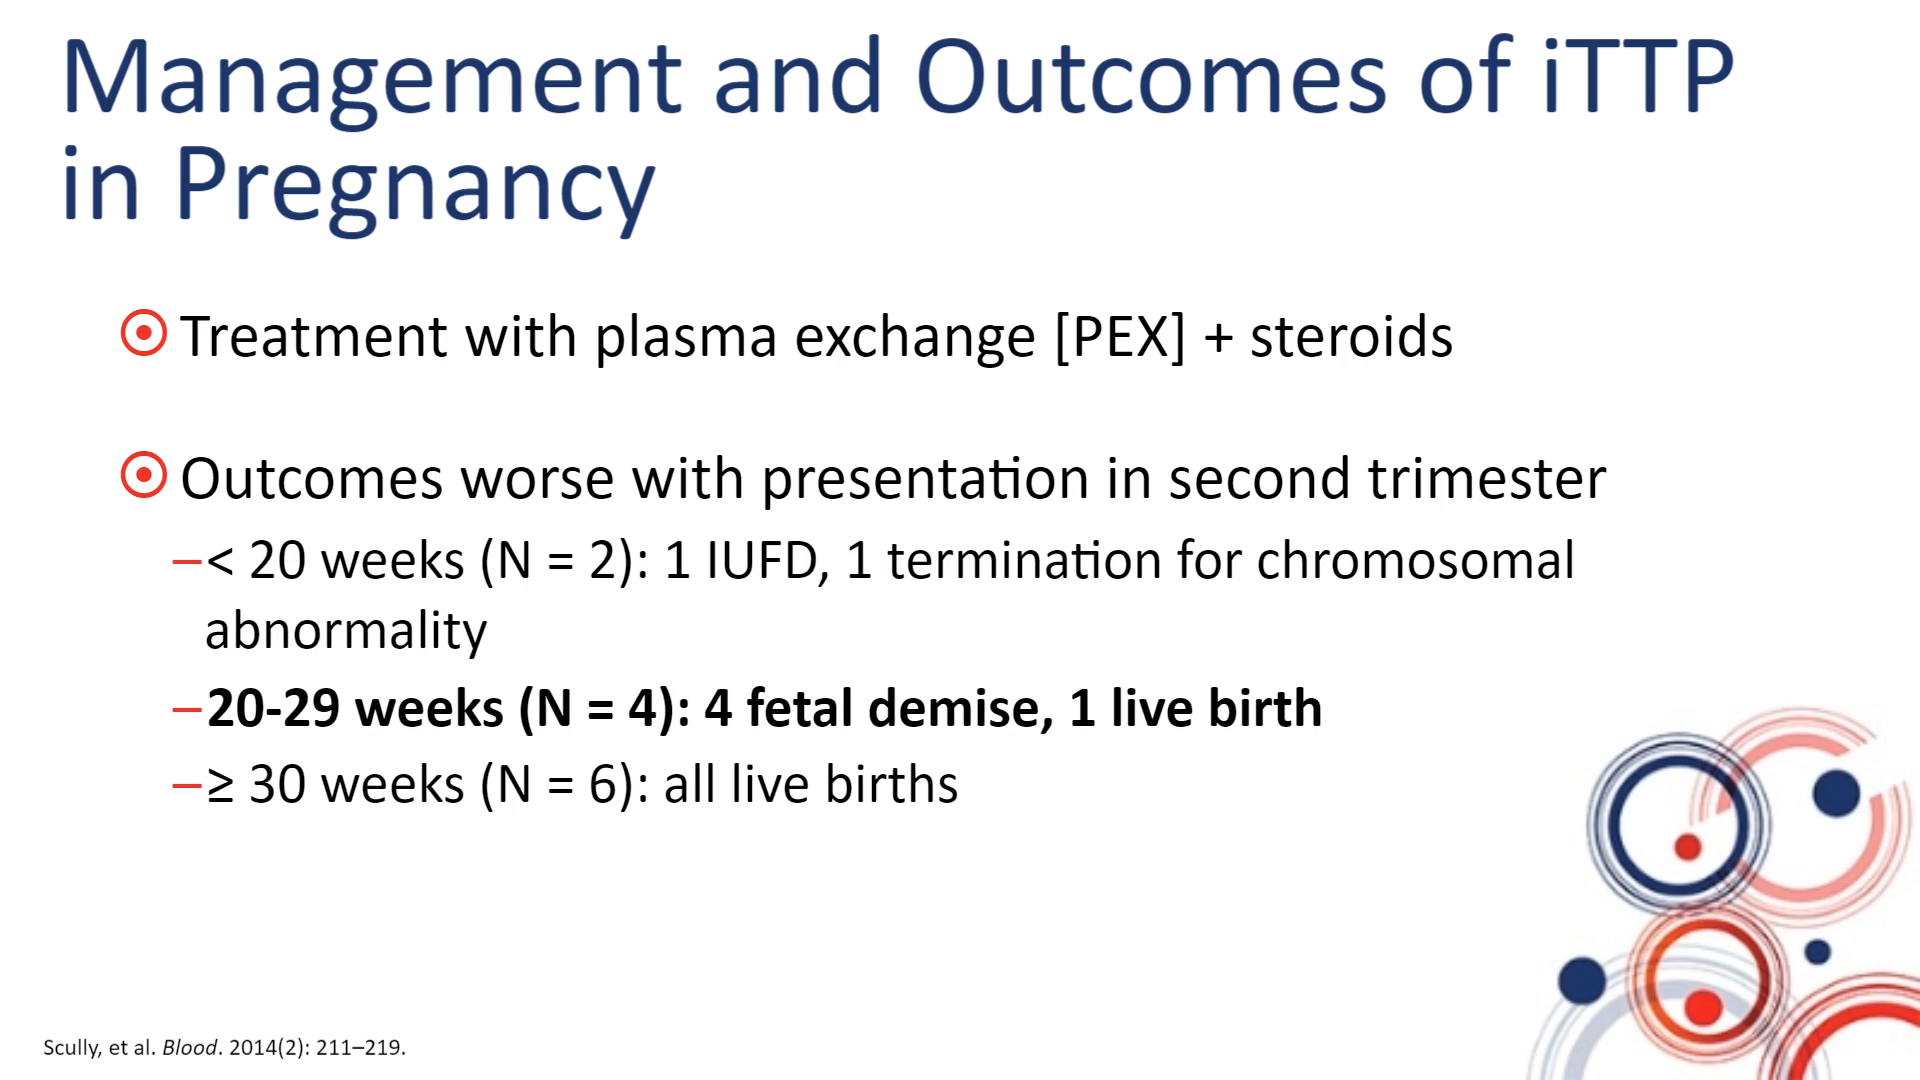 Management and Outcomes of iTTP
in Pregnancy
Treatment with plasma exchange [PEX] + steroids
Outcomes worse with presentation in second trimester
–< 20 weeks (N = 2): 1 IUFD, 1 termination for chromosomal
abnormality
–20-29 weeks (N = 4): 4 fetal demise, 1 live birth
–≥ 30 weeks (N = 6): all live births
Scully, et al. Blood. 2014(2): 211–219.